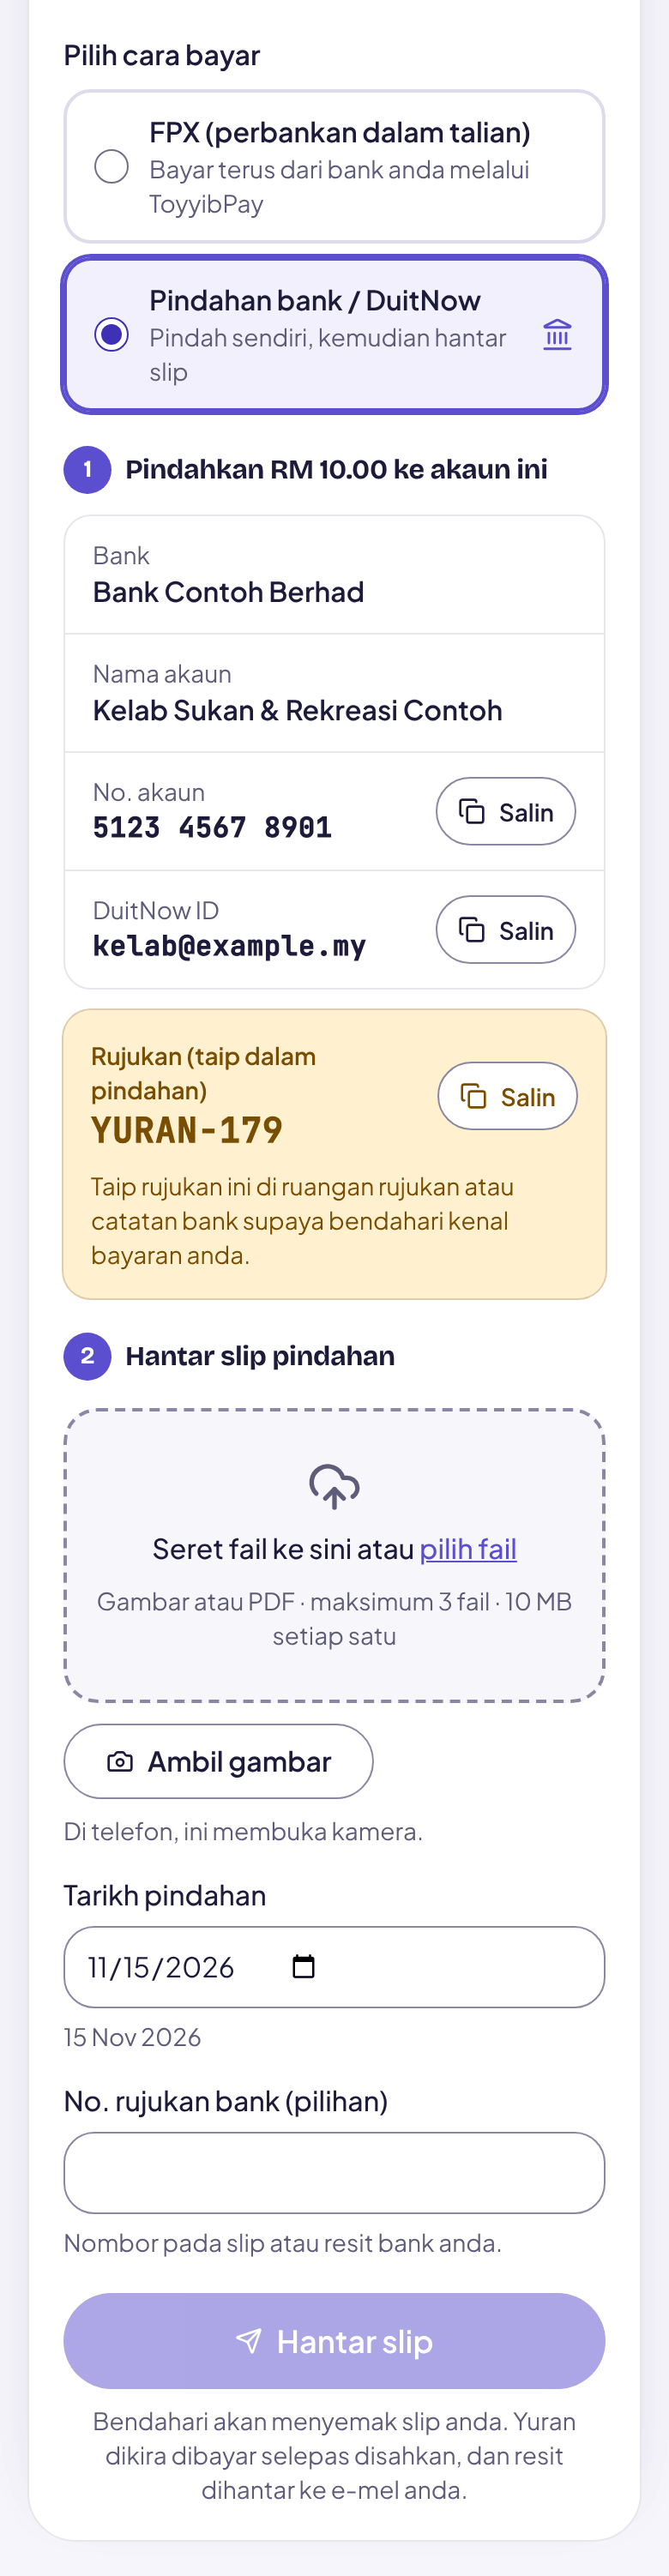 Pilih cara bayar
FPX (perbankan dalam talian)
Bayar terus dari bank anda melalui
ToyyibPay
Pindahan bank / DuitNow
Pindah sendiri, kemudian hantar
slip
1 Pindahkan RM 10.00 ke akaun ini
Bank
Bank Contoh Berhad
Nama akaun
Kelab Sukan & Rekreasi Contoh
No. akaun
5123 4567 8901
Salin
DuitNow ID
kelab@example.my
Salin
Rujukan (taip dalam
pindahan)
YURAN-179
Salin
Taip rujukan ini di ruangan rujukan atau
catatan bank supaya bendahari kenal
bayaran anda.
2 Hantar slip pindahan
Seret fail ke sini atau pilih fail
Gambar atau PDF · maksimum 3 fail · 10 MB
setiap satu
Ambil gambar
Di telefon, ini membuka kamera.
Tarikh pindahan
11/15/2026
15 Nov 2026
No. rujukan bank (pilihan)
Nombor pada slip atau resit bank anda.
Hantar slip
Bendahari akan menyemak slip anda. Yuran
dikira dibayar selepas disahkan, dan resit
dihantar ke e-mel anda.